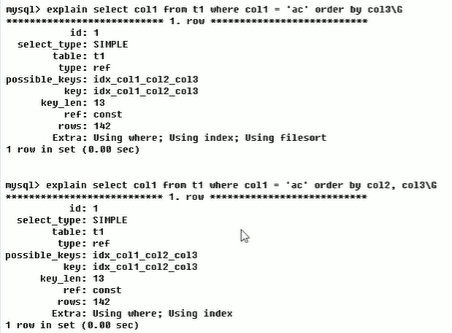 mysql> explain select col1 from t1 where col1 = 'ac' order by col3\G
*************************** 1. row ***************************
id: 1
select_type: SIMPLE
table: t1
type: ref
possible_keys: idx_col1_col2_col3
key: idx_col1_col2_col3
key_len: 13
ref: const
rows: 142
Extra: Using where; Using index; Using filesort
1 row in set (0.00 sec)
mysql> explain select col1 from t1 where col1 = 'ac' order by col2, col3\G
*************************** 1. row ***************************
id: 1
select_type: SIMPLE
table: t1
type: ref
possible_keys: idx_col1_col2_col3
key: idx_col1_col2_col3
key_len: 13
ref: const
rows: 142
Extra: Using where; Using index
1 row in set (0.00 sec)